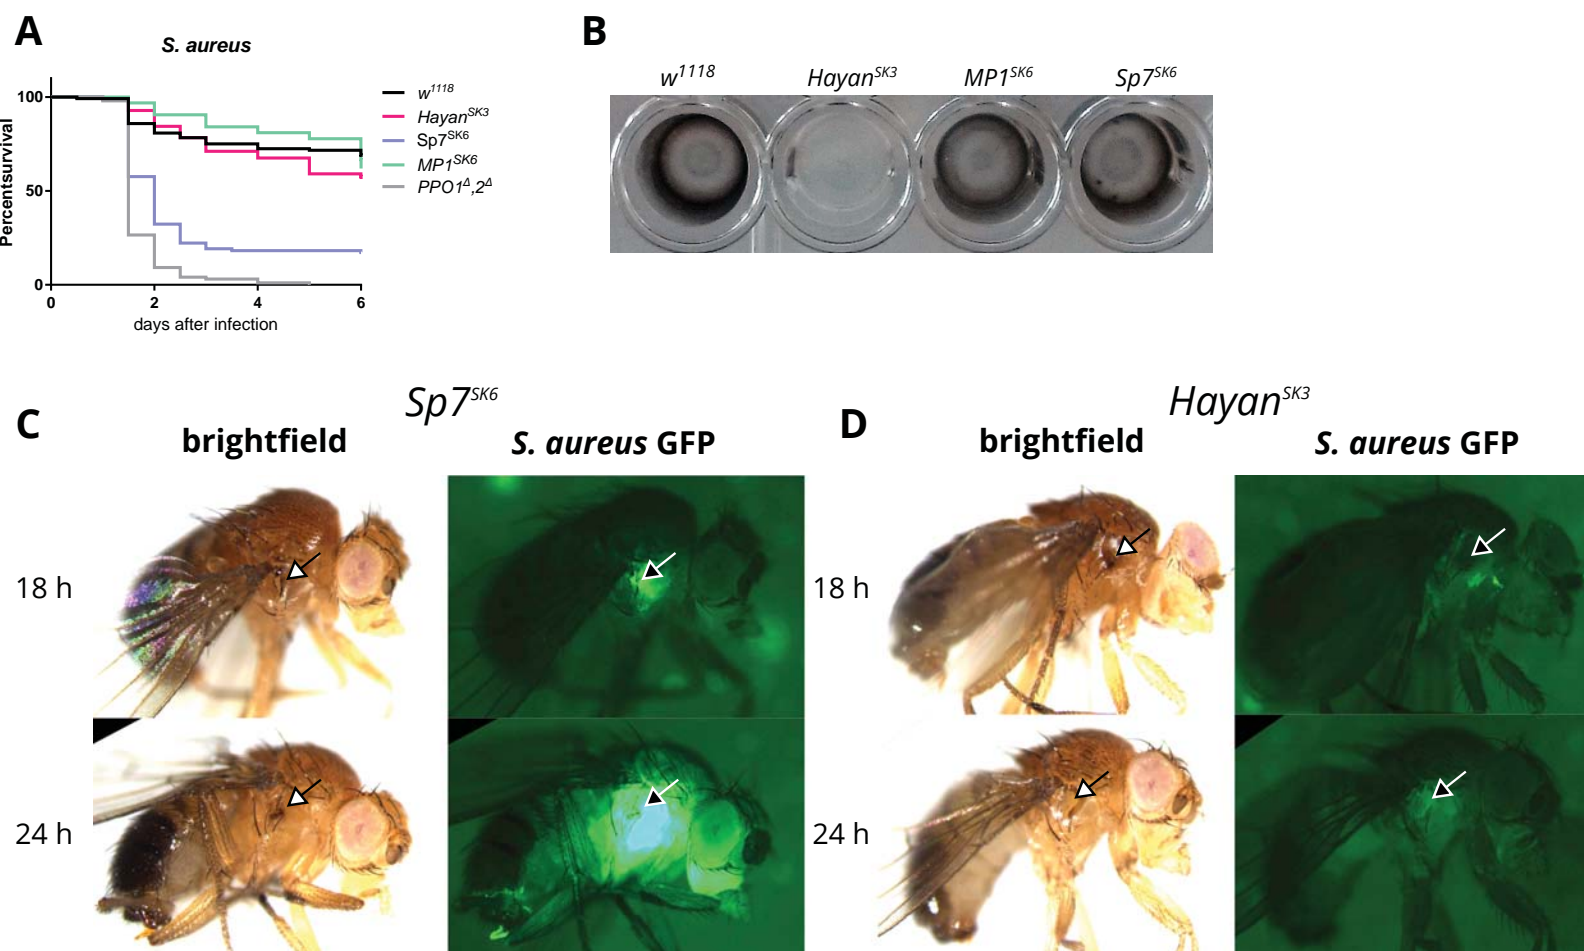 A
S. aureus
Percentsurvival
100
50
0
0 2 4 6
days after infection
w1118
HayanSK3
Sp7SK6
MP1SK6
PPO1Δ,2Δ
B
w1118 HayanSK3 MP1SK6 Sp7SK6
Sp7SK6
C
brightfield S. aureus GFP
18 h
24 h
HayanSK3
D
brightfield S. aureus GFP
18 h
24 h